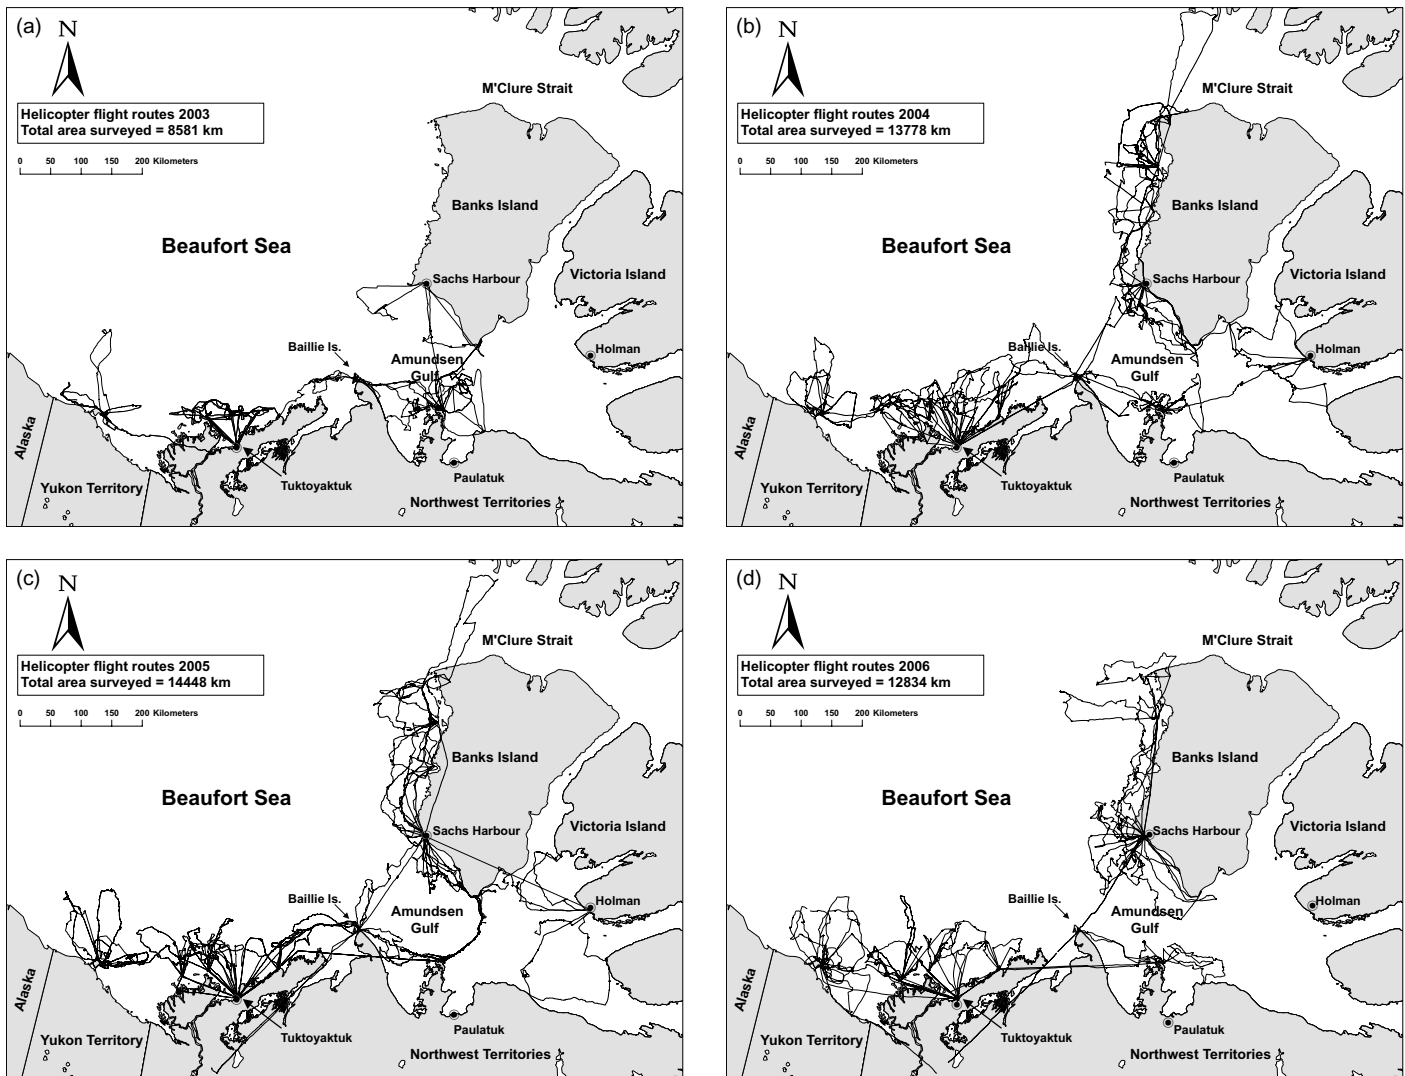 (a)
N
Helicopter flight routes 2003
Total area surveyed = 8581 km
0 50 100 150 200 Kilometers
M'Clure Strait
Banks Island
Beaufort Sea
Sachs Harbour
Victoria Island
Baillie Is.
Amundsen
Gulf
Holman
Alaska
Yukon Territory
Tuktoyaktuk
Paulatuk
Northwest Territories
(b)
N
Helicopter flight routes 2004
Total area surveyed = 13778 km
0 50 100 150 200 Kilometers
M'Clure Strait
Banks Island
Beaufort Sea
Sachs Harbour
Victoria Island
Baillie Is.
Amundsen
Gulf
Holman
Alaska
Yukon Territory
Tuktoyaktuk
Paulatuk
Northwest Territories
(c)
N
Helicopter flight routes 2005
Total area surveyed = 14448 km
0 50 100 150 200 Kilometers
M'Clure Strait
Banks Island
Beaufort Sea
Sachs Harbour
Victoria Island
Baillie Is.
Amundsen
Gulf
Holman
Alaska
Yukon Territory
Tuktoyaktuk
Paulatuk
Northwest Territories
(d)
N
Helicopter flight routes 2006
Total area surveyed = 12834 km
0 50 100 150 200 Kilometers
M'Clure Strait
Banks Island
Beaufort Sea
Sachs Harbour
Victoria Island
Baillie Is.
Amundsen
Gulf
Holman
Alaska
Yukon Territory
Tuktoyaktuk
Paulatuk
Northwest Territories